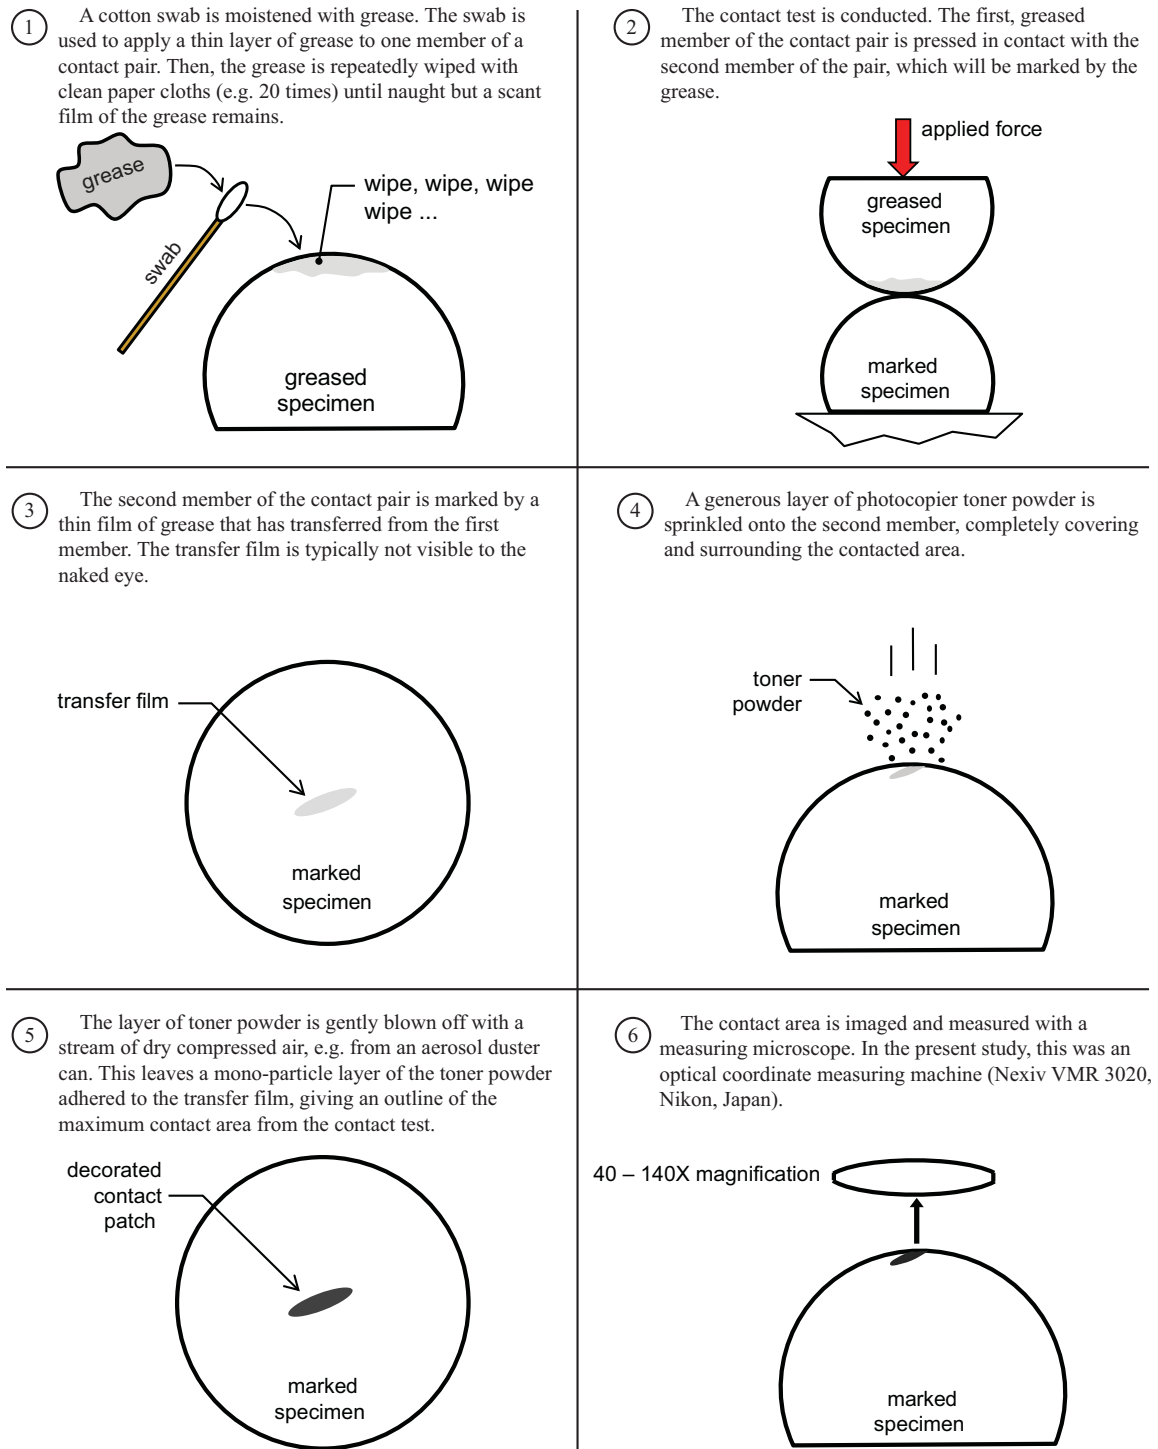 1
A cotton swab is moistened with grease. The swab is
used to apply a thin layer of grease to one member of a
contact pair. Then, the grease is repeatedly wiped with
clean paper cloths (e.g. 20 times) until naught but a scant
film of the grease remains.
grease
swab
wipe, wipe, wipe
wipe ...
greased
specimen
2
The contact test is conducted. The first, greased
member of the contact pair is pressed in contact with the
second member of the pair, which will be marked by the
grease.
applied force
greased
specimen
marked
specimen
3
The second member of the contact pair is marked by a
thin film of grease that has transferred from the first
member. The transfer film is typically not visible to the
naked eye.
transfer film
marked
specimen
4
A generous layer of photocopier toner powder is
sprinkled onto the second member, completely covering
and surrounding the contacted area.
toner
powder
marked
specimen
5
The layer of toner powder is gently blown off with a
stream of dry compressed air, e.g. from an aerosol duster
can. This leaves a mono-particle layer of the toner powder
adhered to the transfer film, giving an outline of the
maximum contact area from the contact test.
decorated
contact
patch
marked
specimen
6
The contact area is imaged and measured with a
measuring microscope. In the present study, this was an
optical coordinate measuring machine (Nexiv VMR 3020,
Nikon, Japan).
40 – 140X magnification
marked
specimen